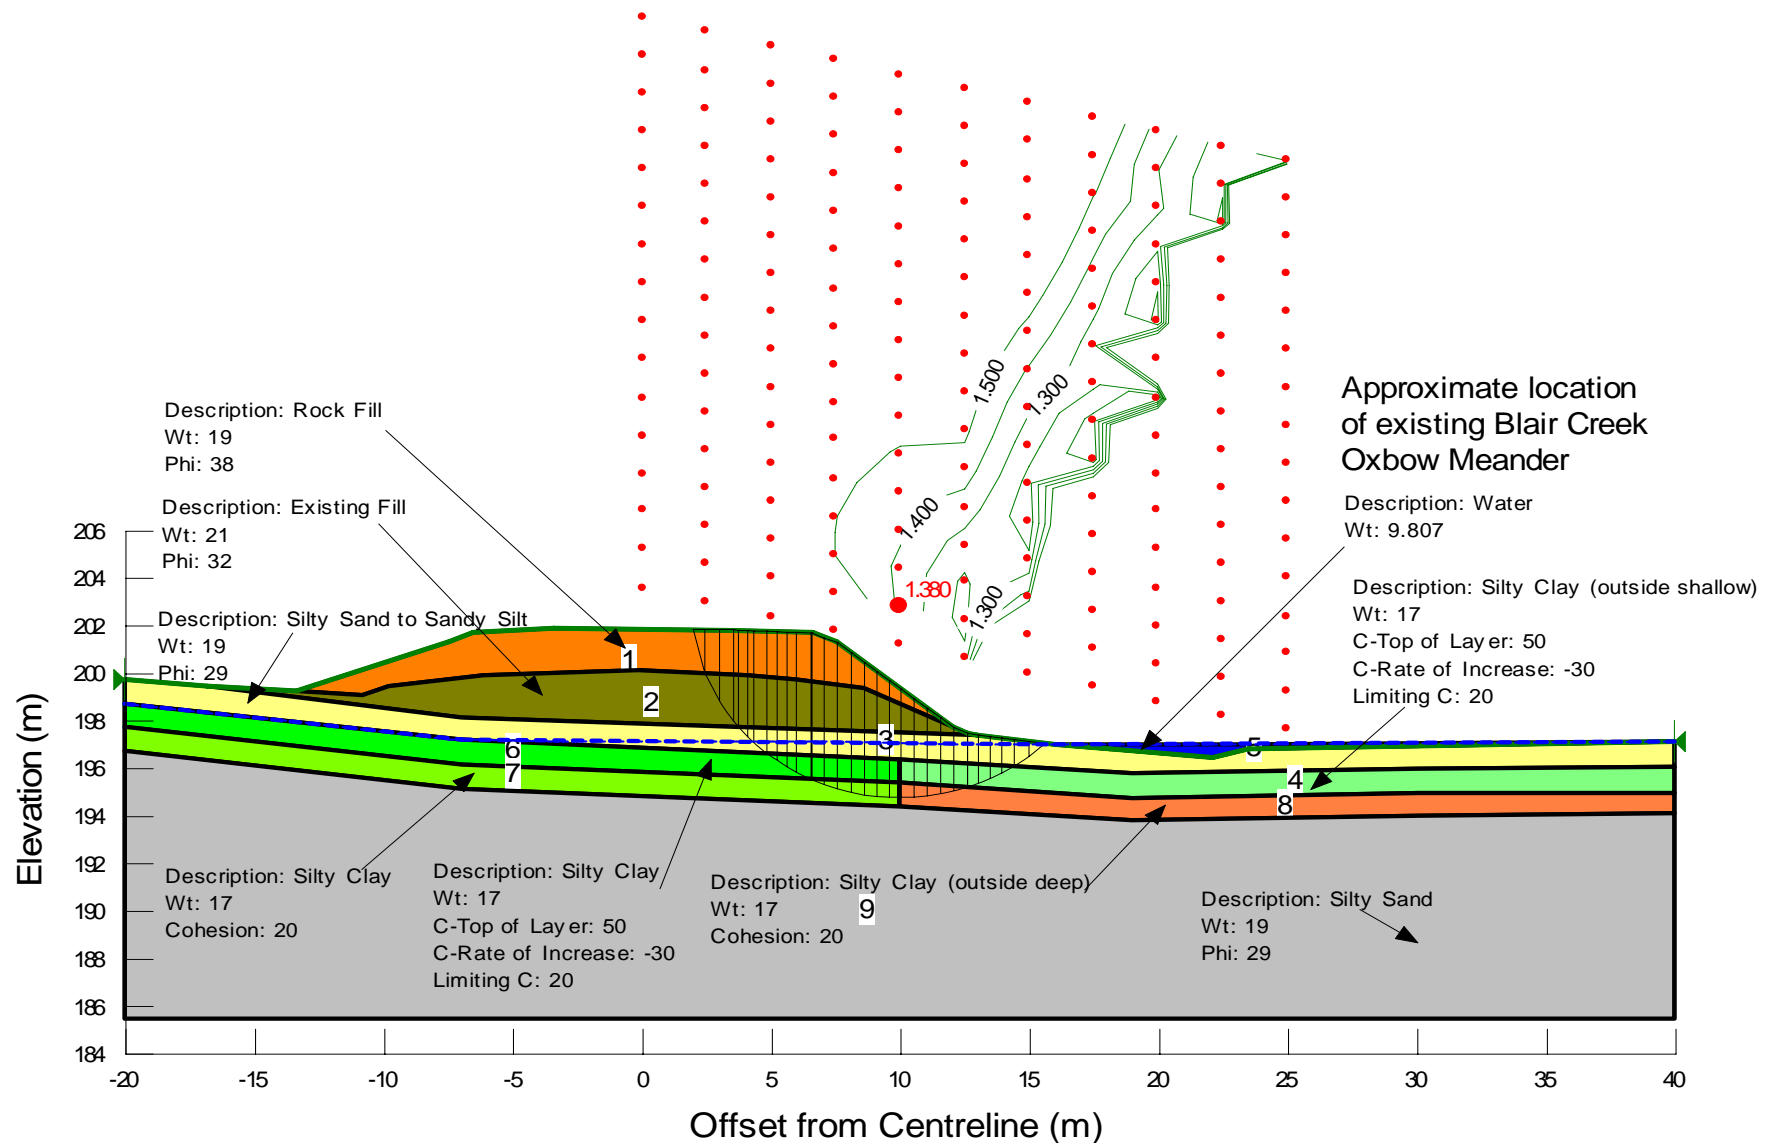 1.500
1.300
1.400
1.380
1.300
Approximate location
of existing Blair Creek
Oxbow Meander
Description: Rock Fill
Wt: 19
Phi: 38
Description: Existing Fill
Wt: 21
Phi: 32
Description: Silty Sand to Sandy Silt
Wt: 19
Phi: 29
Description: Water
Wt: 9.807
Description: Silty Clay (outside shallow)
Wt: 17
C-Top of Layer: 50
C-Rate of Increase: -30
Limiting C: 20
1
2
3
5
6
7
4
8
9
Description: Silty Clay
Wt: 17
Cohesion: 20
Description: Silty Clay
Wt: 17
C-Top of Layer: 50
C-Rate of Increase: -30
Limiting C: 20
Description: Silty Clay (outside deep)
Wt: 17
Cohesion: 20
Description: Silty Sand
Wt: 19
Phi: 29
Elevation (m)
206
204
202
200
198
196
194
192
190
188
186
184
-20 -15 -10 -5 0 5 10 15 20 25 30 35 40
Offset from Centreline (m)